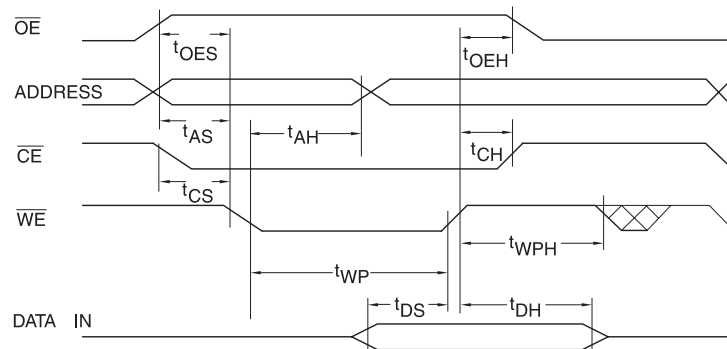 OE
tOES
tOEH
ADDRESS
tAS
tAH
CE
tCH
tCS
WE
tWPH
tWP
tDS
tDH
DATA IN